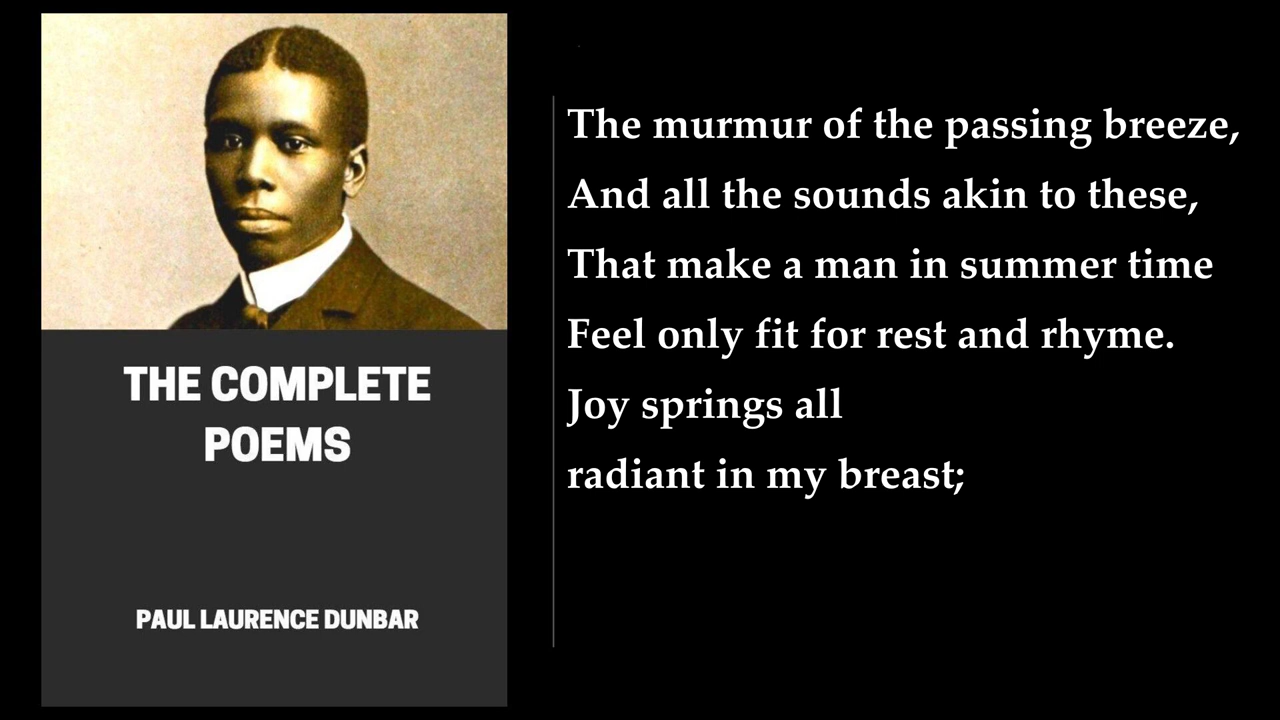 THE COMPLETE
POEMS
PAUL LAURENCE DUNBAR
The murmur of the passing breeze,
And all the sounds akin to these,
That make a man in summer time
Feel only fit for rest and rhyme.
Joy springs all
radiant in my breast;